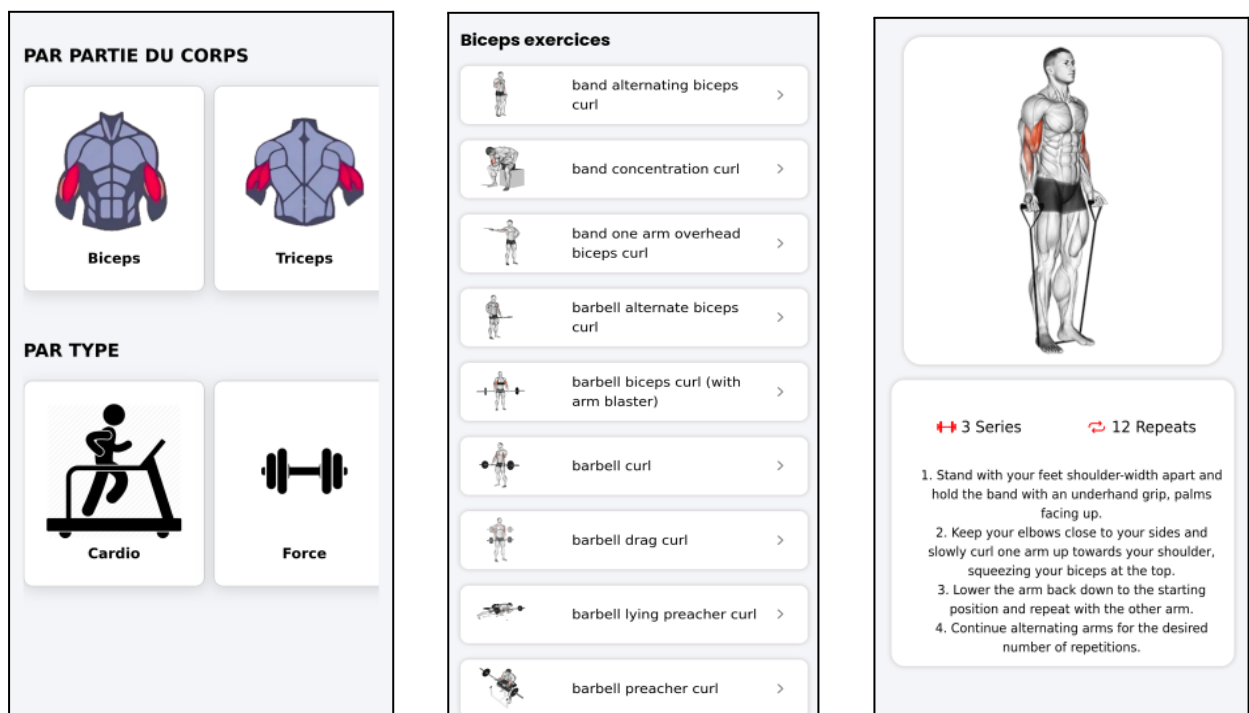 PAR PARTIE DU CORPS
Biceps
Triceps
PAR TYPE
Cardio
Force
Biceps exercices
band alternating biceps
curl
band concentration curl
band one arm overhead
biceps curl
barbell alternate biceps
curl
barbell biceps curl (with
arm blaster)
barbell curl
barbell drag curl
barbell lying preacher curl
barbell preacher curl
3 Series
12 Repeats
1. Stand with your feet shoulder-width apart and
hold the band with an underhand grip, palms
facing up.
2. Keep your elbows close to your sides and
slowly curl one arm up towards your shoulder,
squeezing your biceps at the top.
3. Lower the arm back down to the starting
position and repeat with the other arm.
4. Continue alternating arms for the desired
number of repetitions.